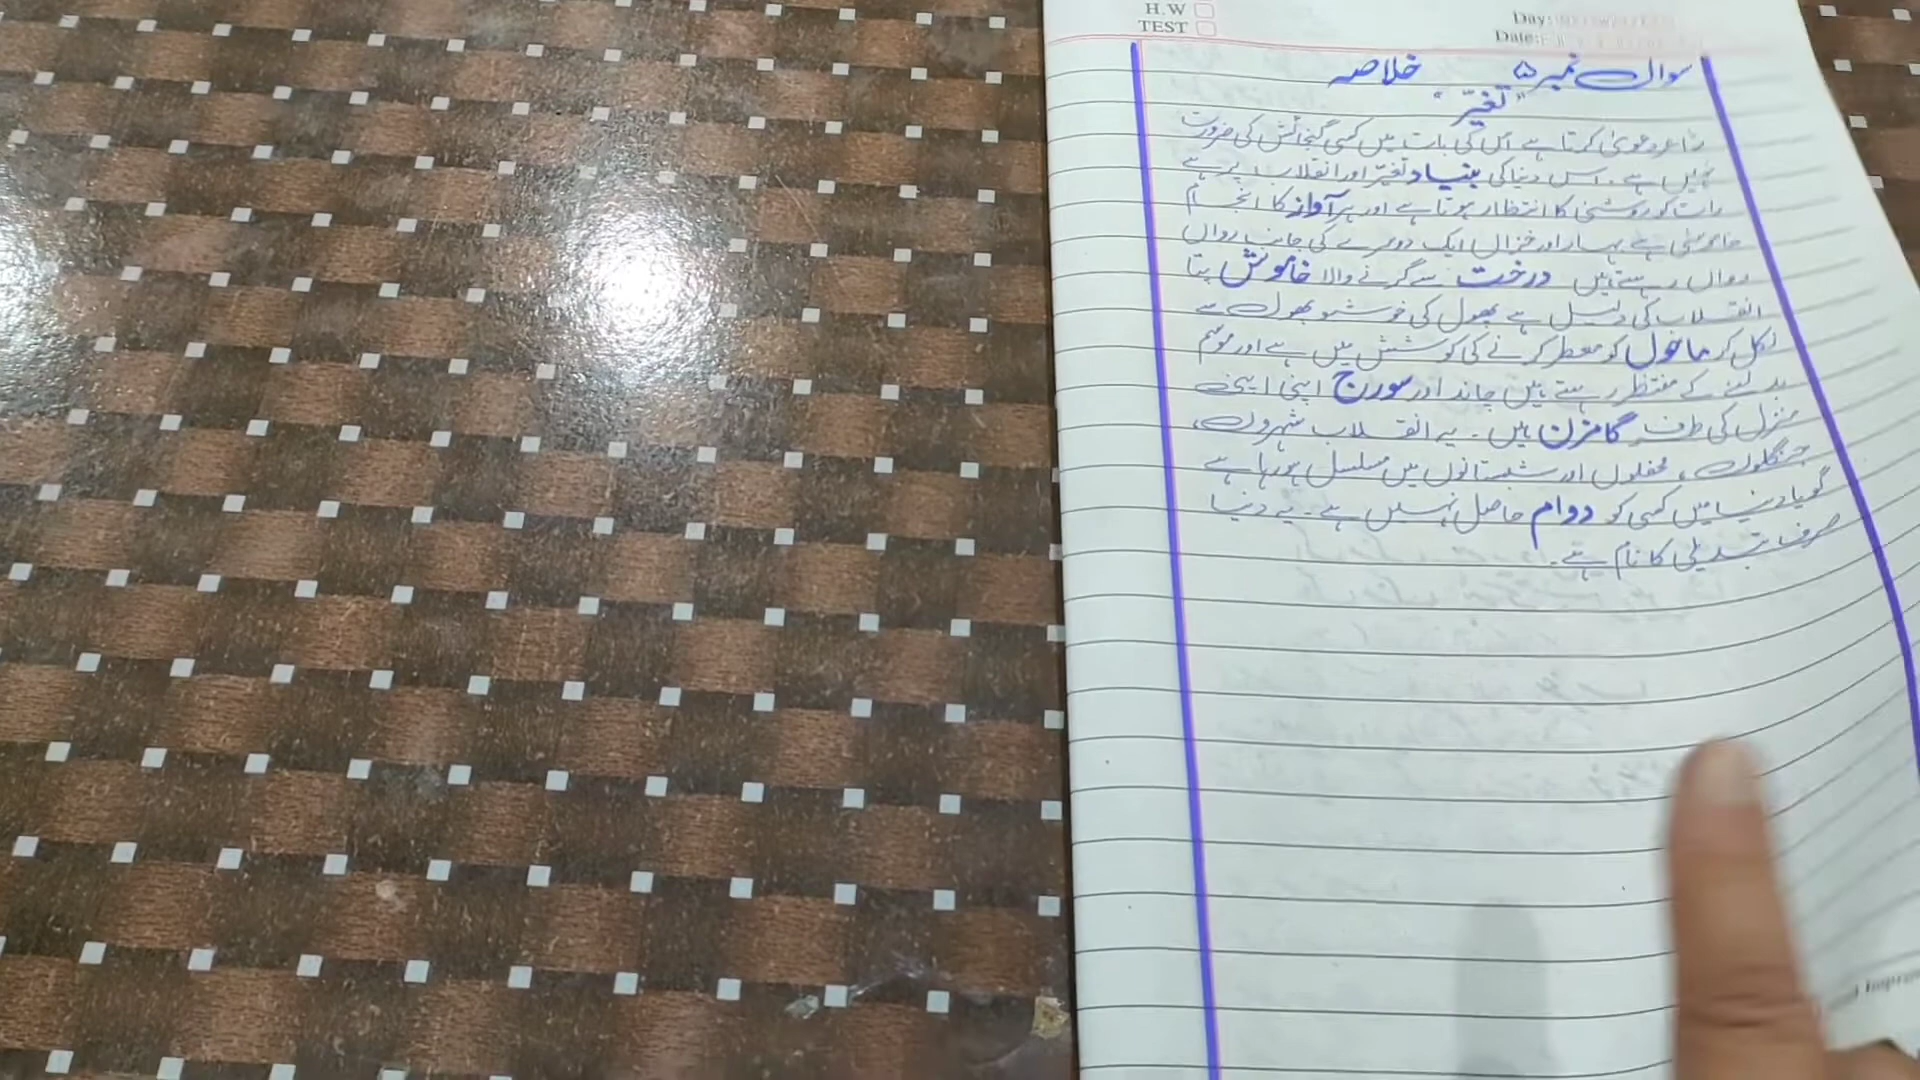 H.W
TEST
Day:
Date:
سوال نمبر ۵ خلاصہ
"تغیّر"
شاعر دعویٰ کرتا ہے اس کی بات میں کسی گنجائش کی ضرورت
نہیں ہے۔ اس دنیا کی بنیاد تغیّر اور انقلاب پر ہے
رات کو روشنی کا انتظار ہوتا ہے اور ہر آواز کا انجام
خاموشی ہے بہار اور خزاں ایک دوسرے کی جانب رواں
دواں رہتے ہیں درخت سے گرنے والا خاموش پتا
انقلاب کی دلیل ہے پھول کی خوشبو پھول سے
نکل کر ماحول کو معطر کرنے کی کوشش میں ہے اور موسم
بدلنے کے منتظر رہتے ہیں چاند اور سورج اپنی اپنی
منزل کی طرف گامزن ہیں۔ یہ انقلاب شہروں،
جنگلوں، محفلوں اور شبستانوں میں مسلسل ہو رہا ہے
گویا دنیا میں کسی کو دوام حاصل نہیں ہے۔ یہ دنیا
صرف تبدیلی کا نام ہے۔